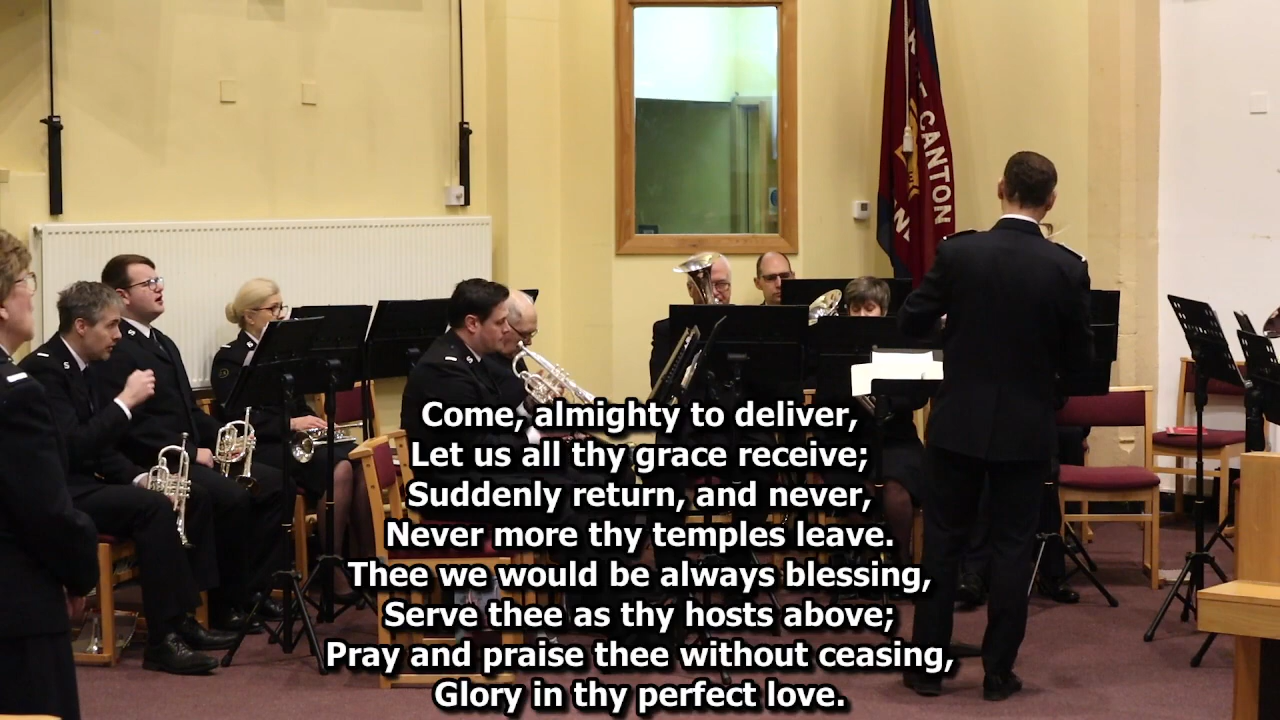 CANTON
Come, almighty to deliver,
Let us all thy grace receive;
Suddenly return, and never,
Never more thy temples leave.
Thee we would be always blessing,
Serve thee as thy hosts above;
Pray and praise thee without ceasing,
Glory in thy perfect love.